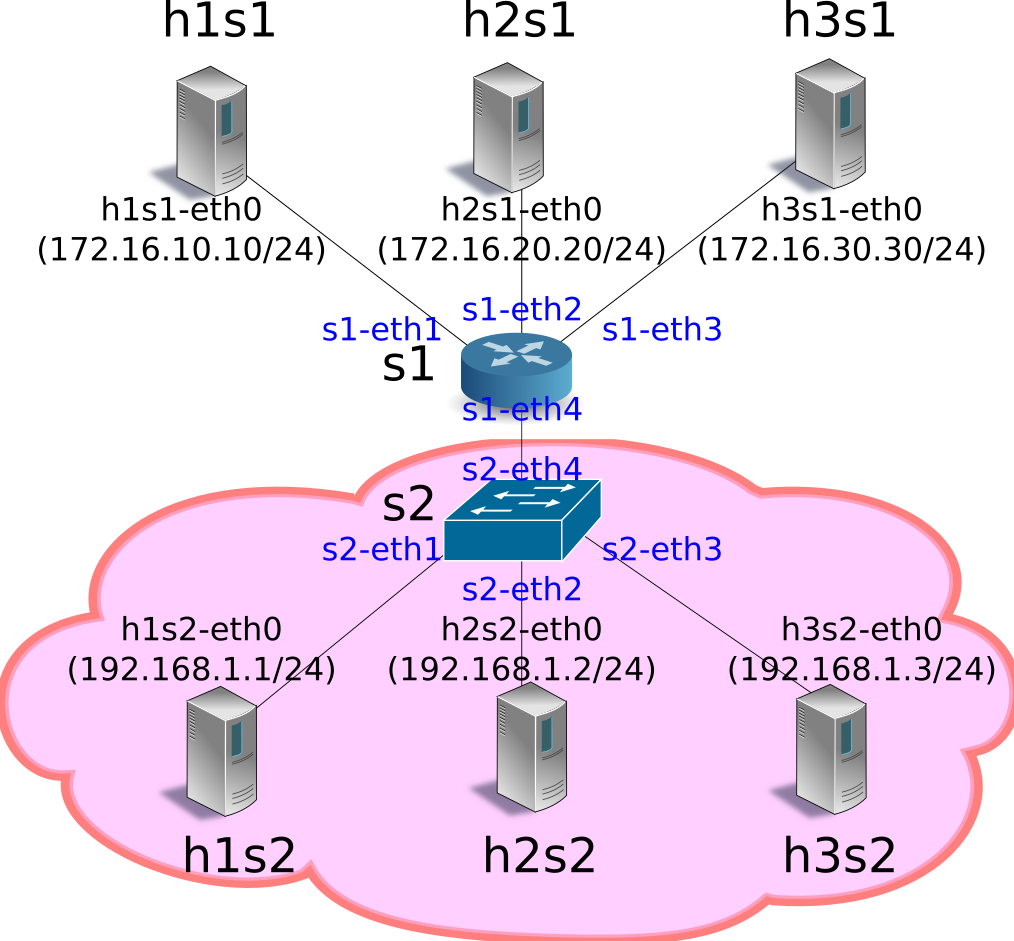 h1s1
h2s1
h3s1
h1s1-eth0
(172.16.10.10/24)
h2s1-eth0
(172.16.20.20/24)
h3s1-eth0
(172.16.30.30/24)
s1-eth1
s1-eth2
s1-eth3
s1
s1-eth4
s2-eth4
s2
s2-eth1
s2-eth2
s2-eth3
h1s2-eth0
(192.168.1.1/24)
h2s2-eth0
(192.168.1.2/24)
h3s2-eth0
(192.168.1.3/24)
h1s2
h2s2
h3s2